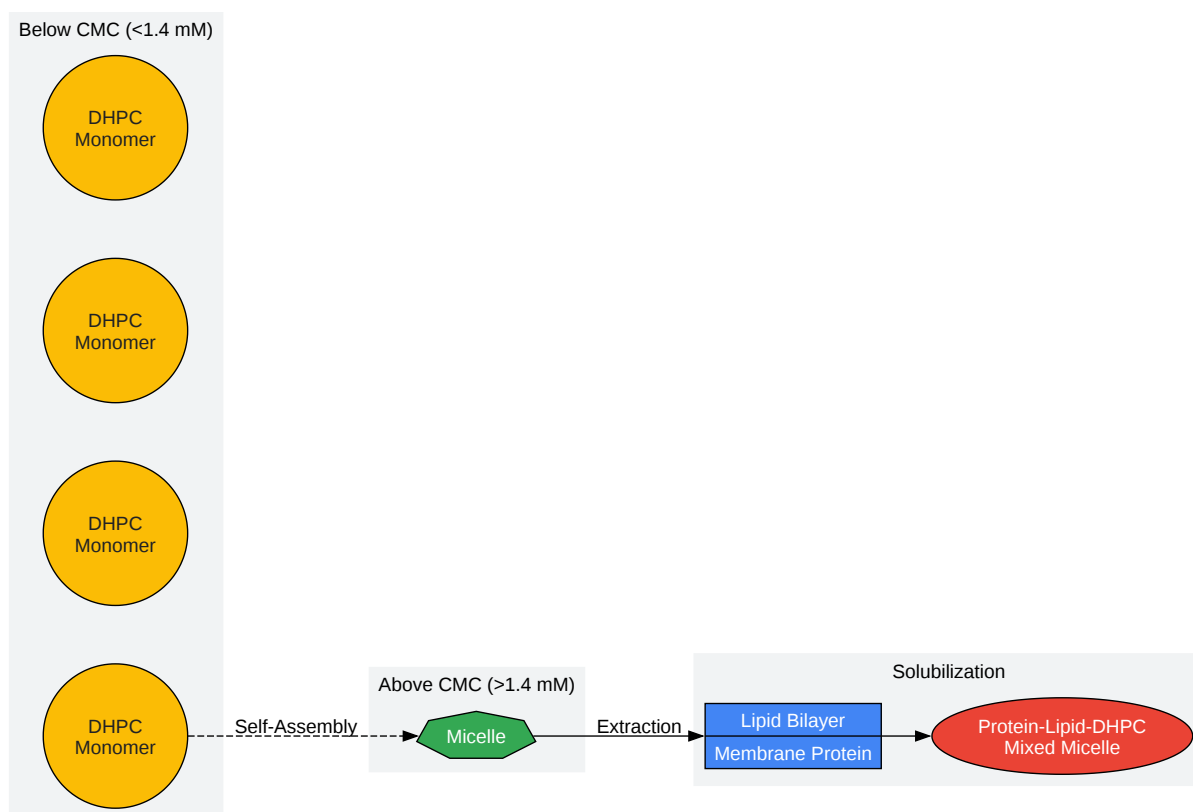 Below CMC (<1.4 mM)
DHPC
Monomer
DHPC
Monomer
DHPC
Monomer
DHPC
Monomer
Self-Assembly
Above CMC (>1.4 mM)
Micelle
Extraction
Solubilization
Lipid Bilayer
Membrane Protein
Protein-Lipid-DHPC
Mixed Micelle